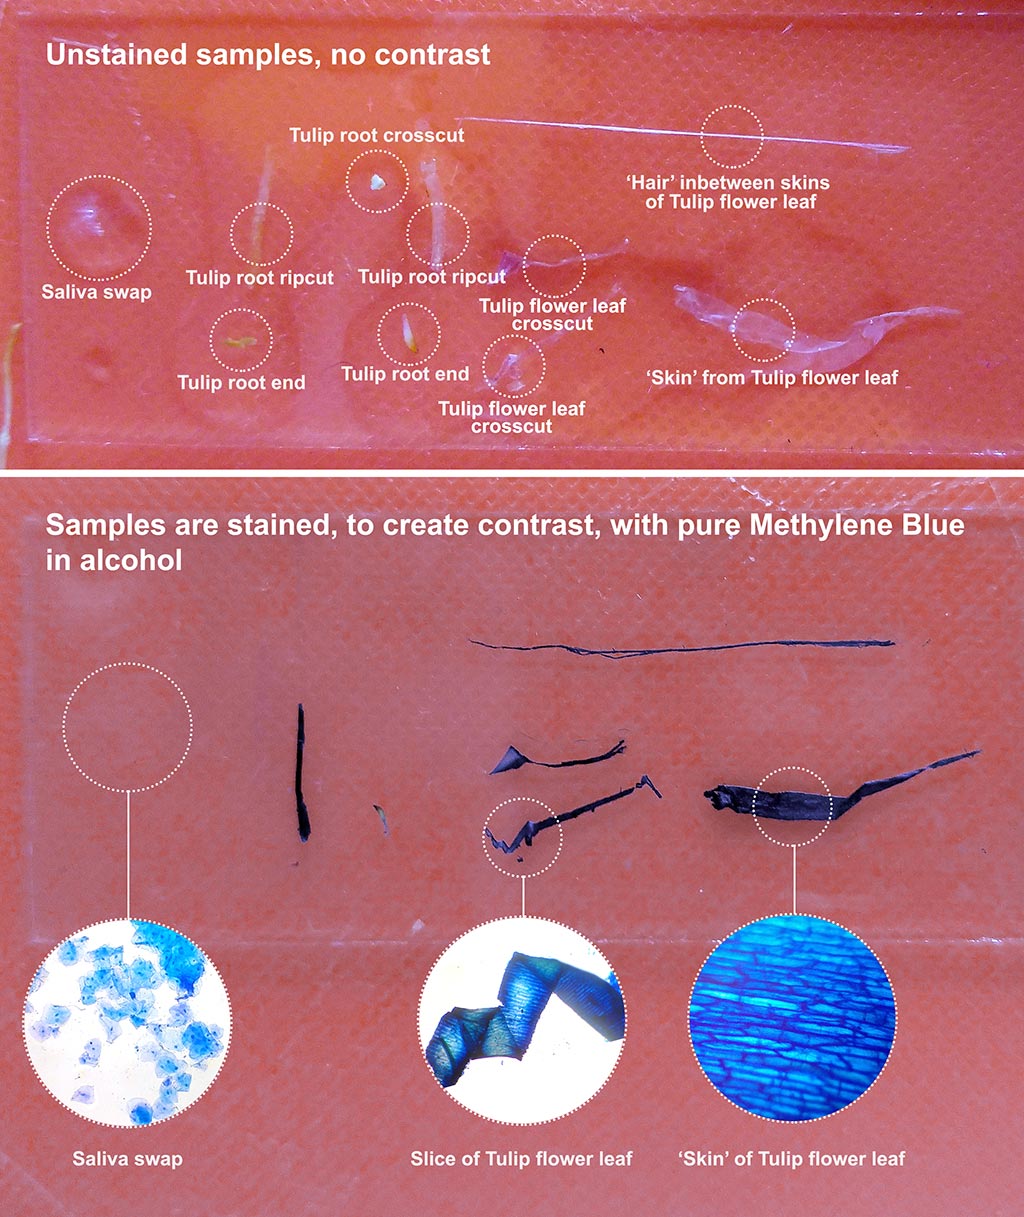 Unstained samples, no contrast
Tulip root crosscut
‘Hair’ inbetween skins
of Tulip flower leaf
Saliva swap
Tulip root ripcut
Tulip root ripcut
Tulip flower leaf
crosscut
Tulip root end
Tulip root end
‘Skin’ from Tulip flower leaf
Tulip flower leaf
crosscut
Samples are stained, to create contrast, with pure Methylene Blue
in alcohol
Saliva swap
Slice of Tulip flower leaf
‘Skin’ of Tulip flower leaf